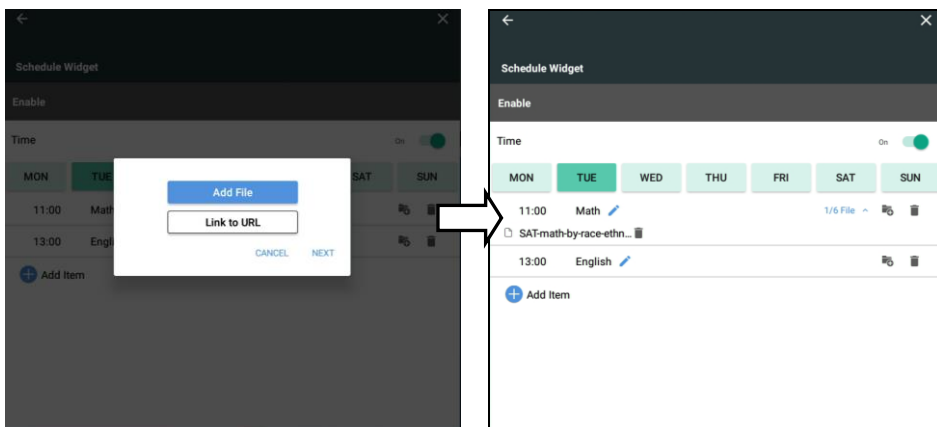 Schedule Widget
Enable
Time On
MON TUE SAT SUN
11:00 Math
13:00 Engli
Add Item
Add File
Link to URL
CANCEL NEXT
Schedule Widget
Enable
Time On
MON TUE WED THU FRI SAT SUN
11:00 Math 1/6 File
SAT-math-by-race-ethn...
13:00 English
Add Item